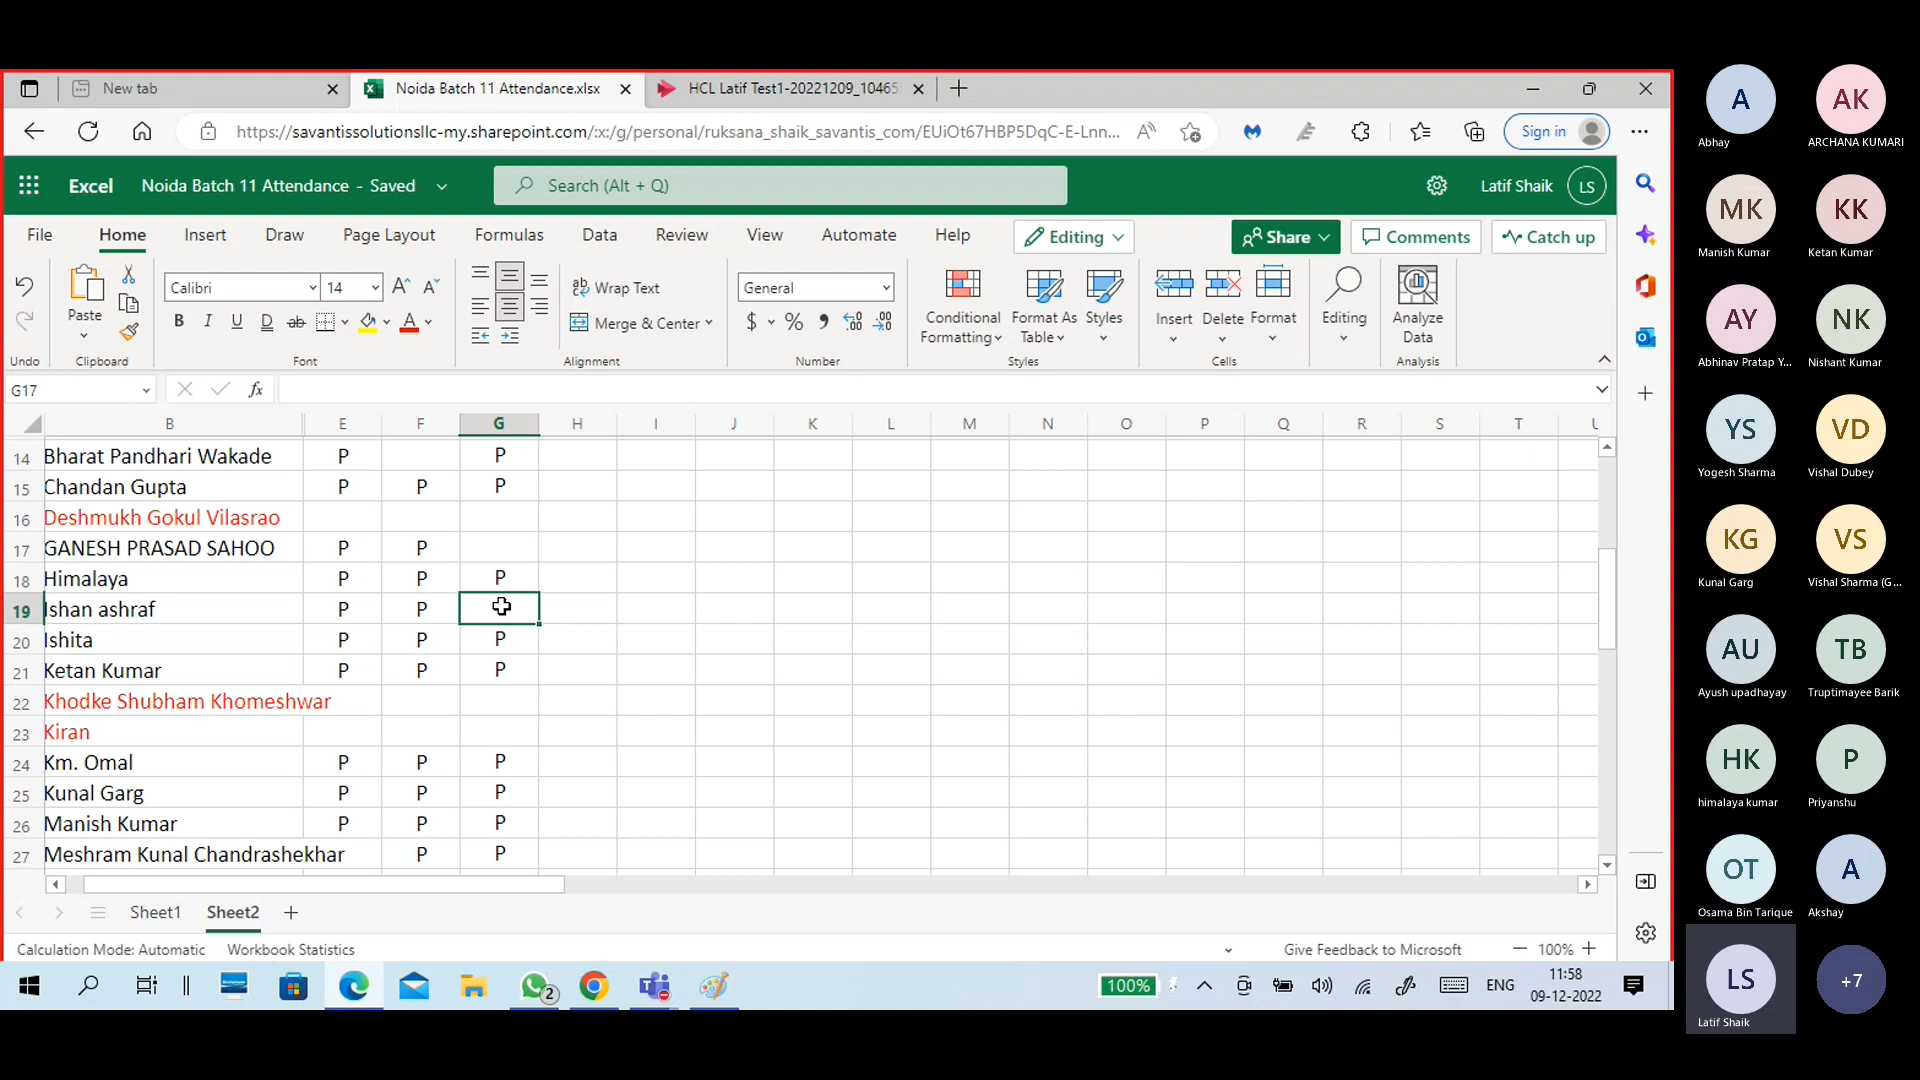 New tab
Noida Batch 11 Attendance.xlsx
HCL Latif Test1-20221209_10465
https://savantissolutionsllc-my.sharepoint.com/:x:/g/personal/ruksana_shaik_savantis_com/EUiOt67HBP5DqC-E-Lnn...
Sign in
Excel Noida Batch 11 Attendance - Saved
Search (Alt + Q)
Latif Shaik LS
File Home Insert Draw Page Layout Formulas Data Review View Automate Help
Editing Share Comments Catch up
Paste Calibri 14 Wrap Text General
B I U D ab A Merge & Center $ % 9 .00
Conditional Formatting Format As Table Styles Insert Delete Format Editing Analyze Data
Undo Clipboard Font Alignment Number Styles Cells Analysis
G17 fx
B E F G H I J K L M N O P Q R S T U
14 Bharat Pandhari Wakade P P
15 Chandan Gupta P P P
16 Deshmukh Gokul Vilasrao
17 GANESH PRASAD SAHOO P P
18 Himalaya P P P
19 Ishan ashraf P P
20 Ishita P P P
21 Ketan Kumar P P P
22 Khodke Shubham Khomeshwar
23 Kiran
24 Km. Omal P P P
25 Kunal Garg P P P
26 Manish Kumar P P P
27 Meshram Kunal Chandrashekhar P P
Sheet1 Sheet2
Calculation Mode: Automatic Workbook Statistics
Give Feedback to Microsoft 100%
2
100%
ENG
11:58
09-12-2022
A AK
Abhay ARCHANA KUMARI
MK KK
Manish Kumar Ketan Kumar
AY NK
Abhinav Pratap Y... Nishant Kumar
YS VD
Yogesh Sharma Vishal Dubey
KG VS
Kunal Garg Vishal Sharma (G...
AU TB
Ayush upadhayay Truptimayee Barik
HK P
himalaya kumar Priyanshu
OT A
Osama Bin Tarique Akshay
LS +7
Latif Shaik